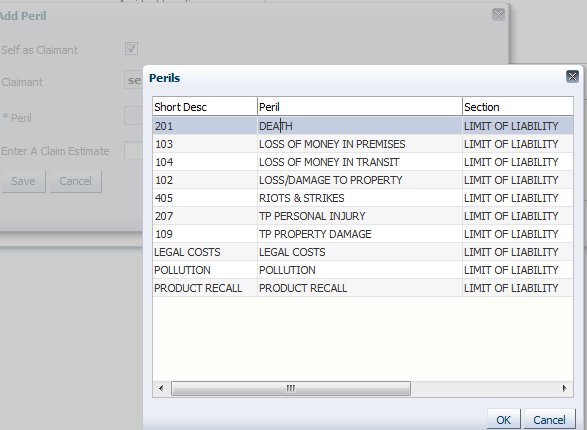 Add Peril
Self as Claimant
Claimant se
* Peril
Enter A Claim Estimate
Save Cancel
Perils
Short Desc Peril Section
201 DEATH LIMIT OF LIABILITY
103 LOSS OF MONEY IN PREMISES LIMIT OF LIABILITY
104 LOSS OF MONEY IN TRANSIT LIMIT OF LIABILITY
102 LOSS/DAMAGE TO PROPERTY LIMIT OF LIABILITY
405 RIOTS & STRIKES LIMIT OF LIABILITY
207 TP PERSONAL INJURY LIMIT OF LIABILITY
109 TP PROPERTY DAMAGE LIMIT OF LIABILITY
LEGAL COSTS LEGAL COSTS LIMIT OF LIABILITY
POLLUTION POLLUTION LIMIT OF LIABILITY
PRODUCT RECALL PRODUCT RECALL LIMIT OF LIABILITY
OK Cancel